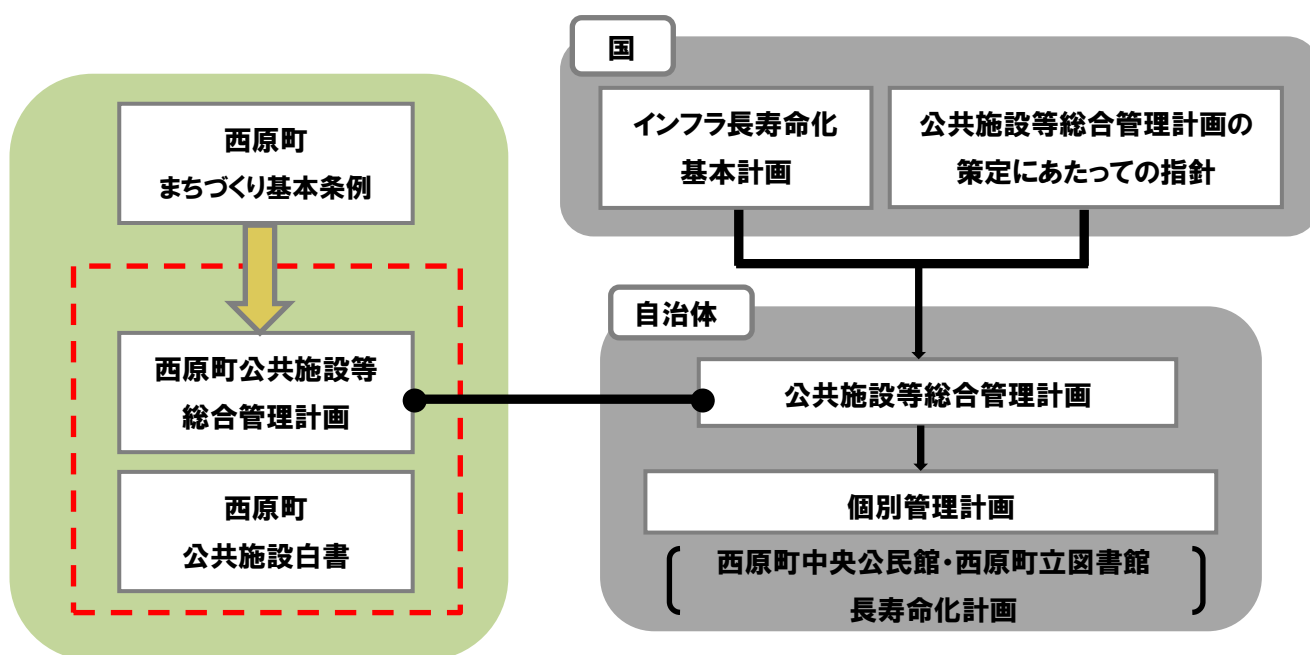 西原町
まちづくり基本条例
西原町公共施設等
総合管理計画
西原町
公共施設白書
国
インフラ長寿命化
基本計画
公共施設等総合管理計画の
策定にあたっての指針
自治体
公共施設等総合管理計画
個別管理計画
西原町中央公民館・西原町立図書館
長寿命化計画